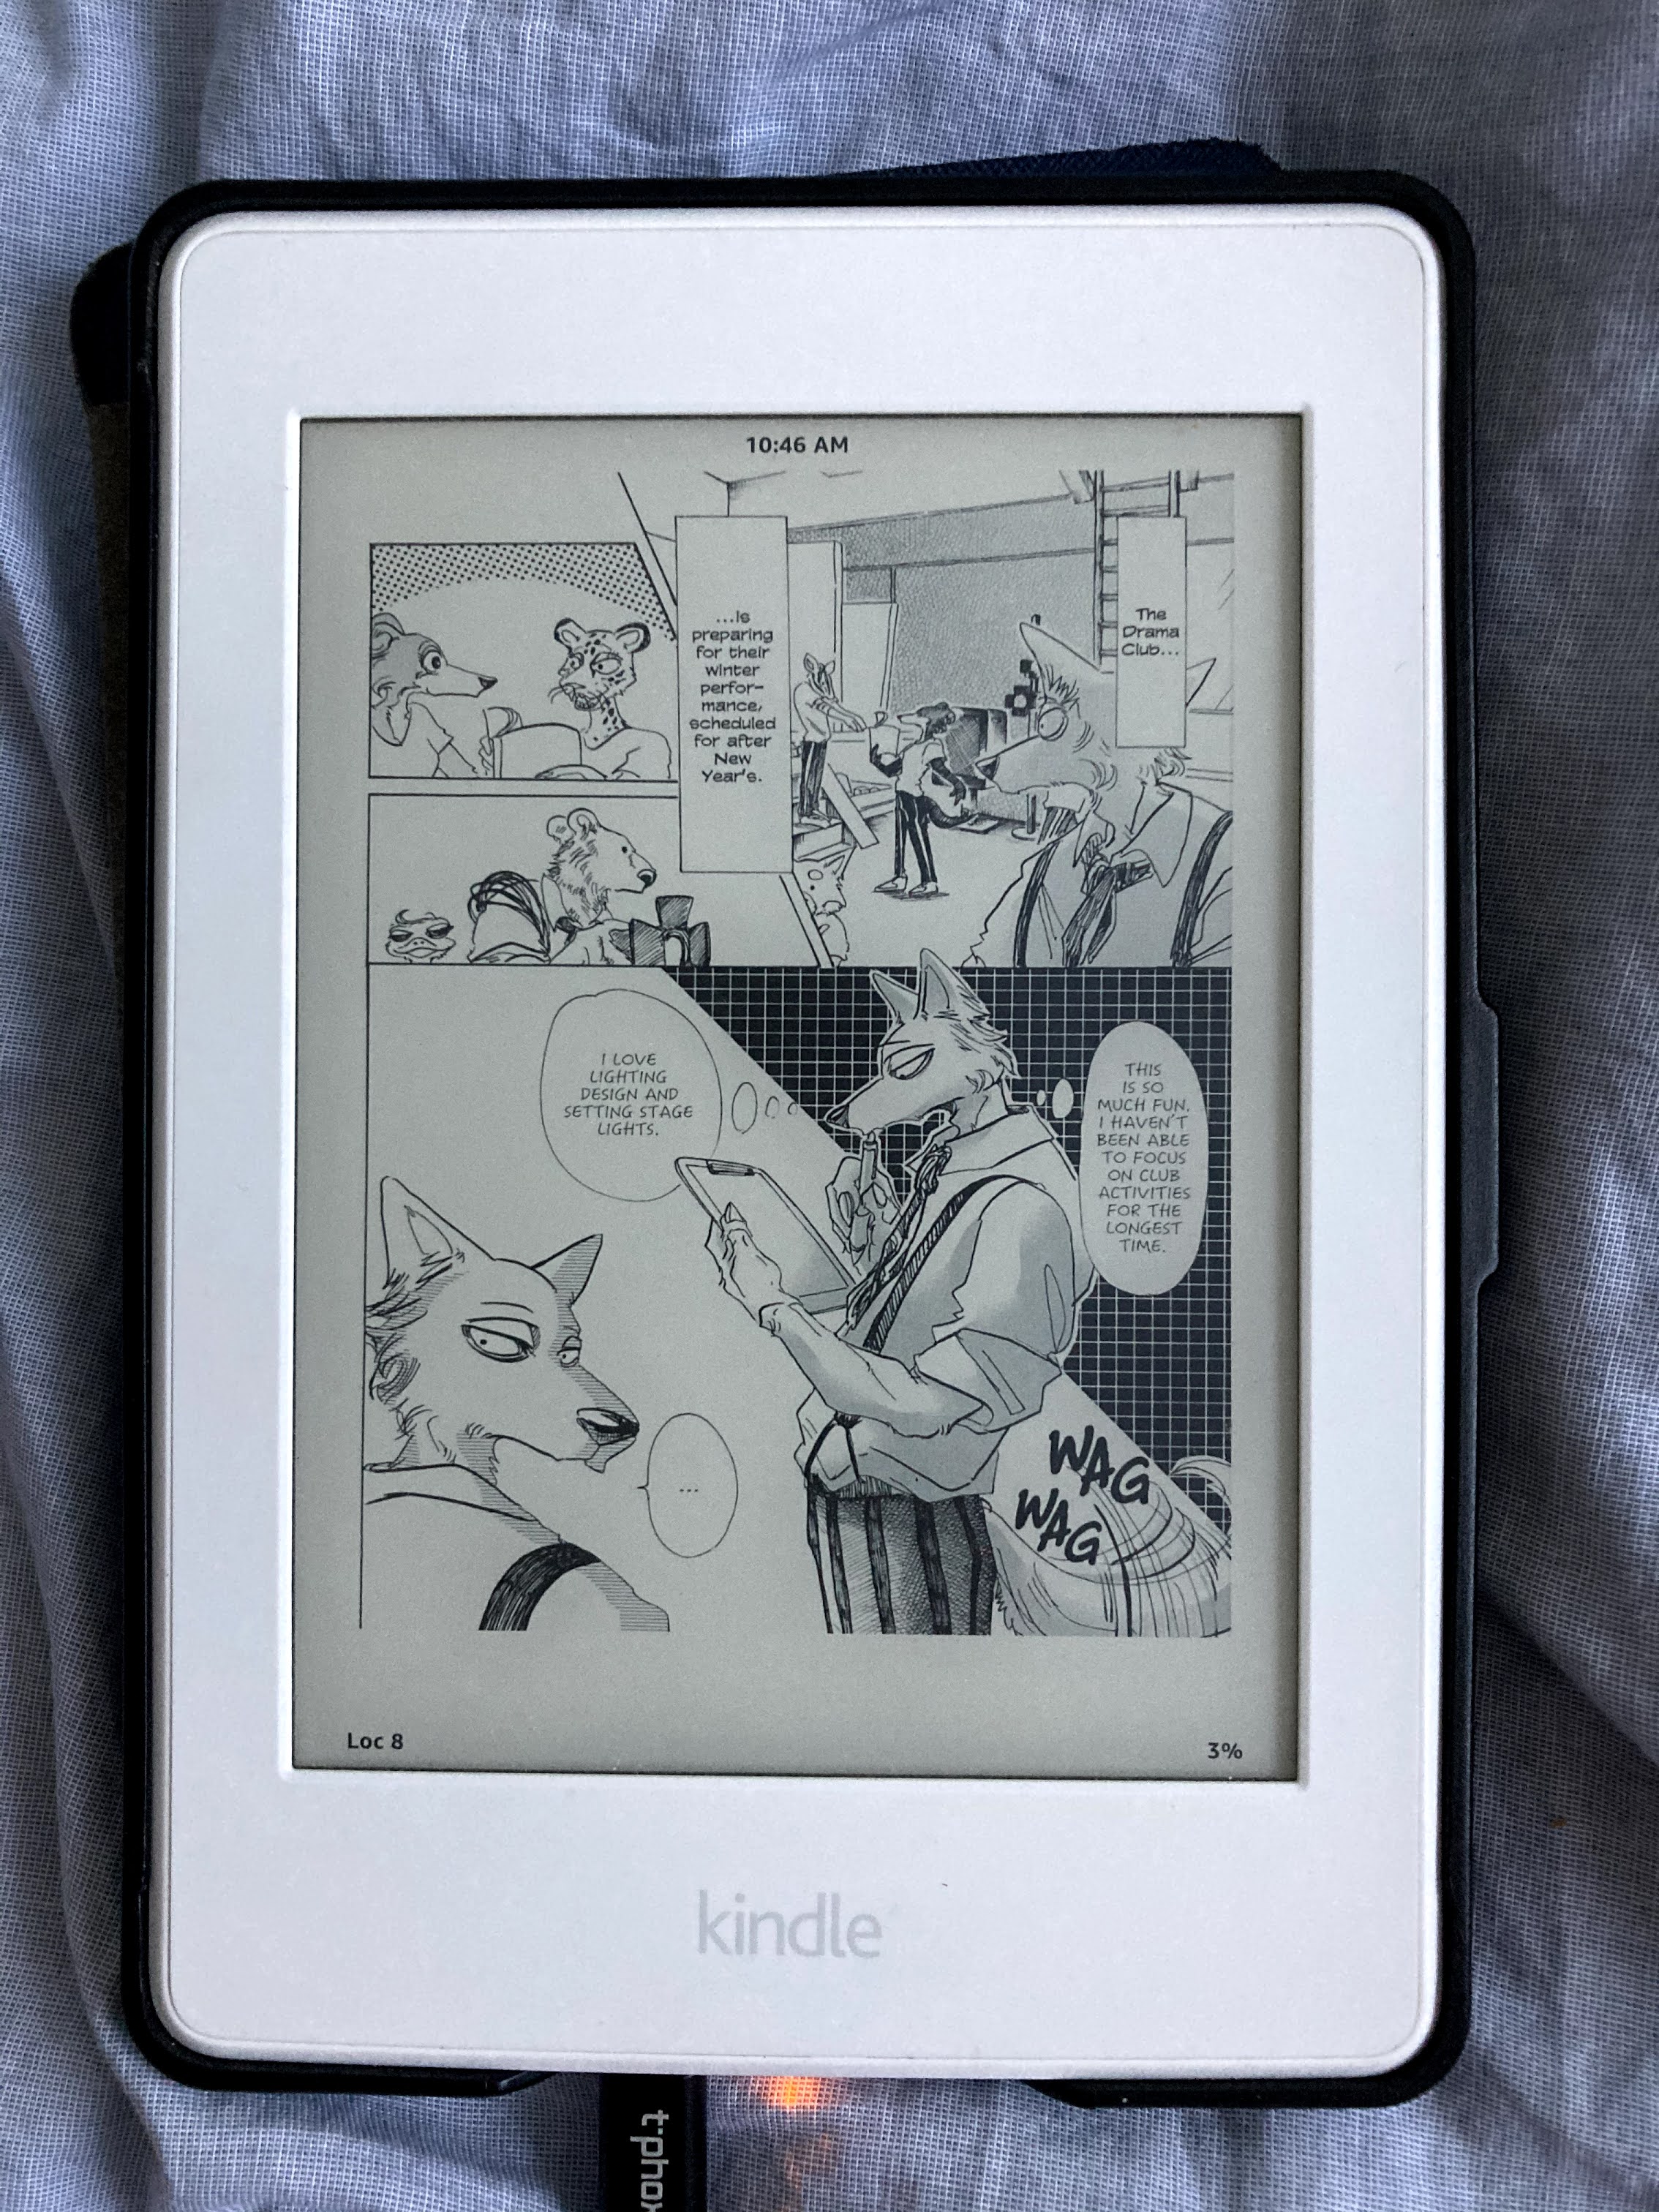 10:46 AM
The
Drama
Club...
...is
preparing
for their
winter
perfor-
mance,
scheduled
for after
New
Year's.
THIS
IS SO
MUCH FUN.
I HAVEN'T
BEEN ABLE
TO FOCUS
ON CLUB
ACTIVITIES
FOR THE
LONGEST
TIME.
I LOVE
LIGHTING
DESIGN AND
SETTING STAGE
LIGHTS.
...
WAG
WAG
Loc 8
3%
kindle